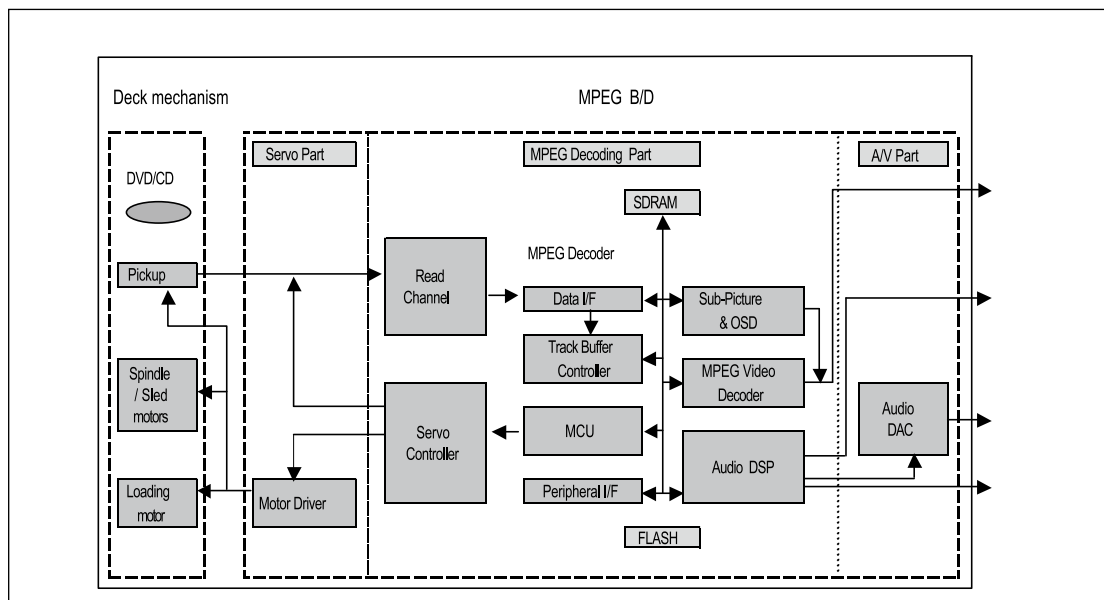 Deck mechanism
MPEG B/D
Servo Part
MPEG Decoding Part
A/V Part
DVD/CD
SDRAM
MPEG Decoder
Pickup
Read
Channel
Data I/F
Sub-Picture
& OSD
Track Buffer
Controller
Spindle
/ Sled
motors
MPEG Video
Decoder
Servo
Controller
MCU
Audio
DAC
Audio DSP
Loading
motor
Motor Driver
Peripheral I/F
FLASH